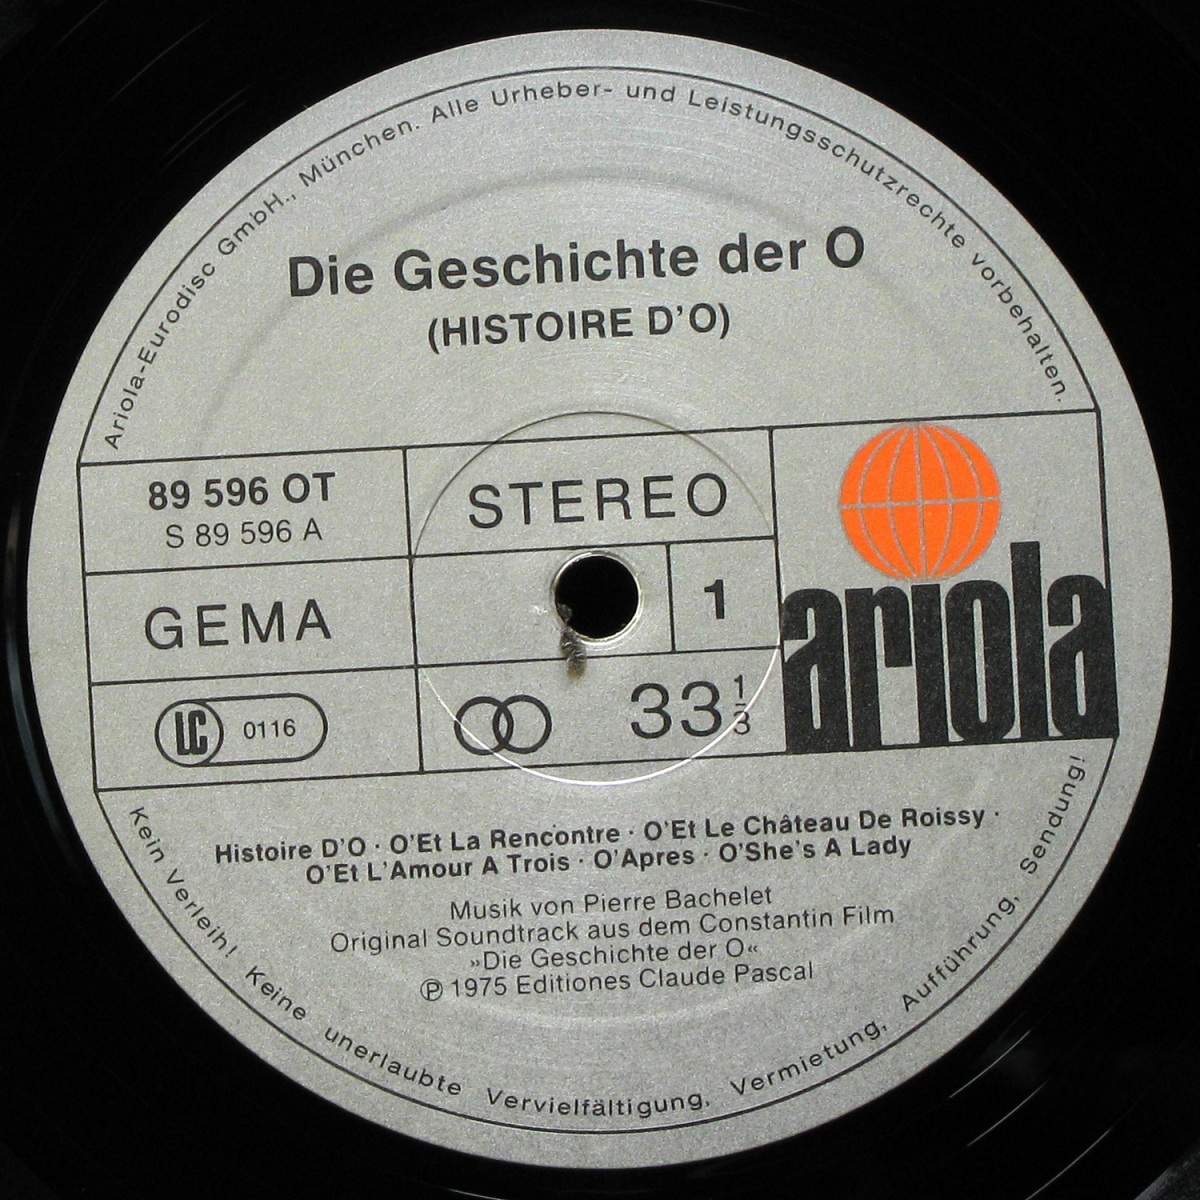 Ariola-Eurodisc GmbH., München. Alle Urheber- und Leistungsschutzrechte vorbehalten.
Die Geschichte der O
(HISTOIRE D'O)
89 596 OT
S 89 596 A
STEREO
GEMA
1
LC 0116
33 1/3
ariola
Histoire D'O · O'Et La Rencontre · O'Et Le Château De Roissy ·
O'Et L'Amour A Trois · O'Apres · O'She's A Lady
Musik von Pierre Bachelet
Original Soundtrack aus dem Constantin Film
»Die Geschichte der O«
℗ 1975 Editiones Claude Pascal
Kein Verleih! Keine unerlaubte Vervielfältigung, Vermietung, Aufführung, Sendung!